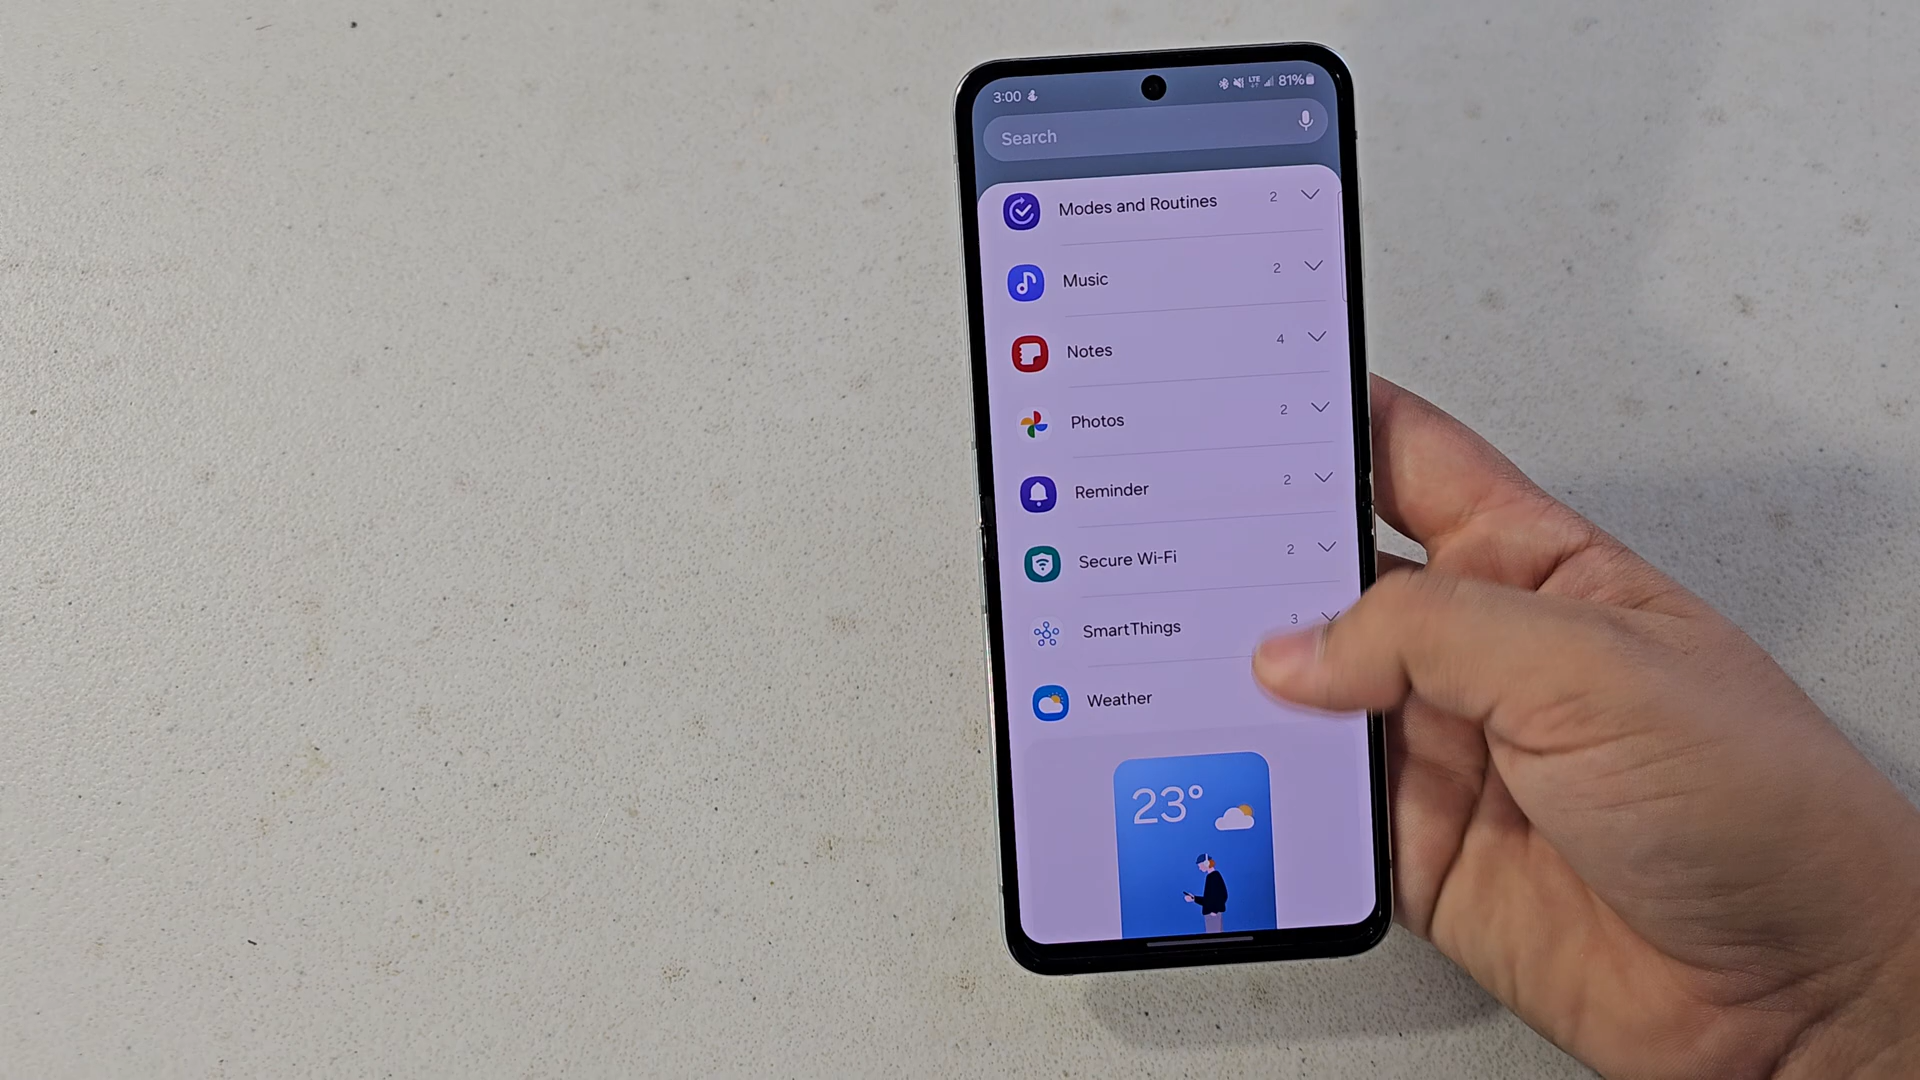 3:00
LTE 81%
Search
Modes and Routines 2
Music 2
Notes 4
Photos 2
Reminder 2
Secure Wi-Fi 2
SmartThings 3
Weather
23°